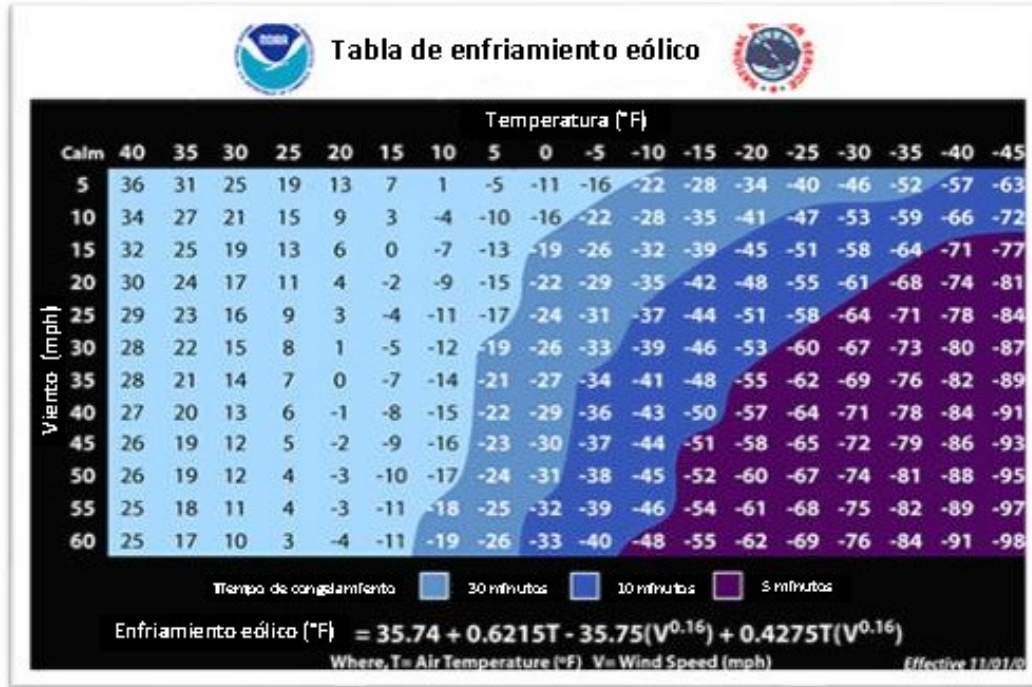 Tabla de enfriamiento eólico
Temperatura (°F)
Calm 40 35 30 25 20 15 10 5 0 -5 -10 -15 -20 -25 -30 -35 -40 -45
5 36 31 25 19 13 7 1 -5 -11 -16 -22 -28 -34 -40 -46 -52 -57 -63
10 34 27 21 15 9 3 -4 -10 -16 -22 -28 -35 -41 -47 -53 -59 -66 -72
15 32 25 19 13 6 0 -7 -13 -19 -26 -32 -39 -45 -51 -58 -64 -71 -77
20 30 24 17 11 4 -2 -9 -15 -22 -29 -35 -42 -48 -55 -61 -68 -74 -81
25 29 23 16 9 3 -4 -11 -17 -24 -31 -37 -44 -51 -58 -64 -71 -78 -84
30 28 22 15 8 1 -5 -12 -19 -26 -33 -39 -46 -53 -60 -67 -73 -80 -87
35 28 21 14 7 0 -7 -14 -21 -27 -34 -41 -48 -55 -62 -69 -76 -82 -89
40 27 20 13 6 -1 -8 -15 -22 -29 -36 -43 -50 -57 -64 -71 -78 -84 -91
45 26 19 12 5 -2 -9 -16 -23 -30 -37 -44 -51 -58 -65 -72 -79 -86 -93
50 26 19 12 4 -3 -10 -17 -24 -31 -38 -45 -52 -60 -67 -74 -81 -88 -95
55 25 18 11 4 -3 -11 -18 -25 -32 -39 -46 -54 -61 -68 -75 -82 -89 -97
60 25 17 10 3 -4 -11 -19 -26 -33 -40 -48 -55 -62 -69 -76 -84 -91 -98
Viento (mph)
Tiempo de congelamiento 30 minutos 10 minutos 5 minutos
Enfriamiento eólico (°F) = 35.74 + 0.6215T - 35.75(V^0.16) + 0.4275T(V^0.16)
Where, T= Air Temperature (°F) V= Wind Speed (mph)
Effective 11/01/0